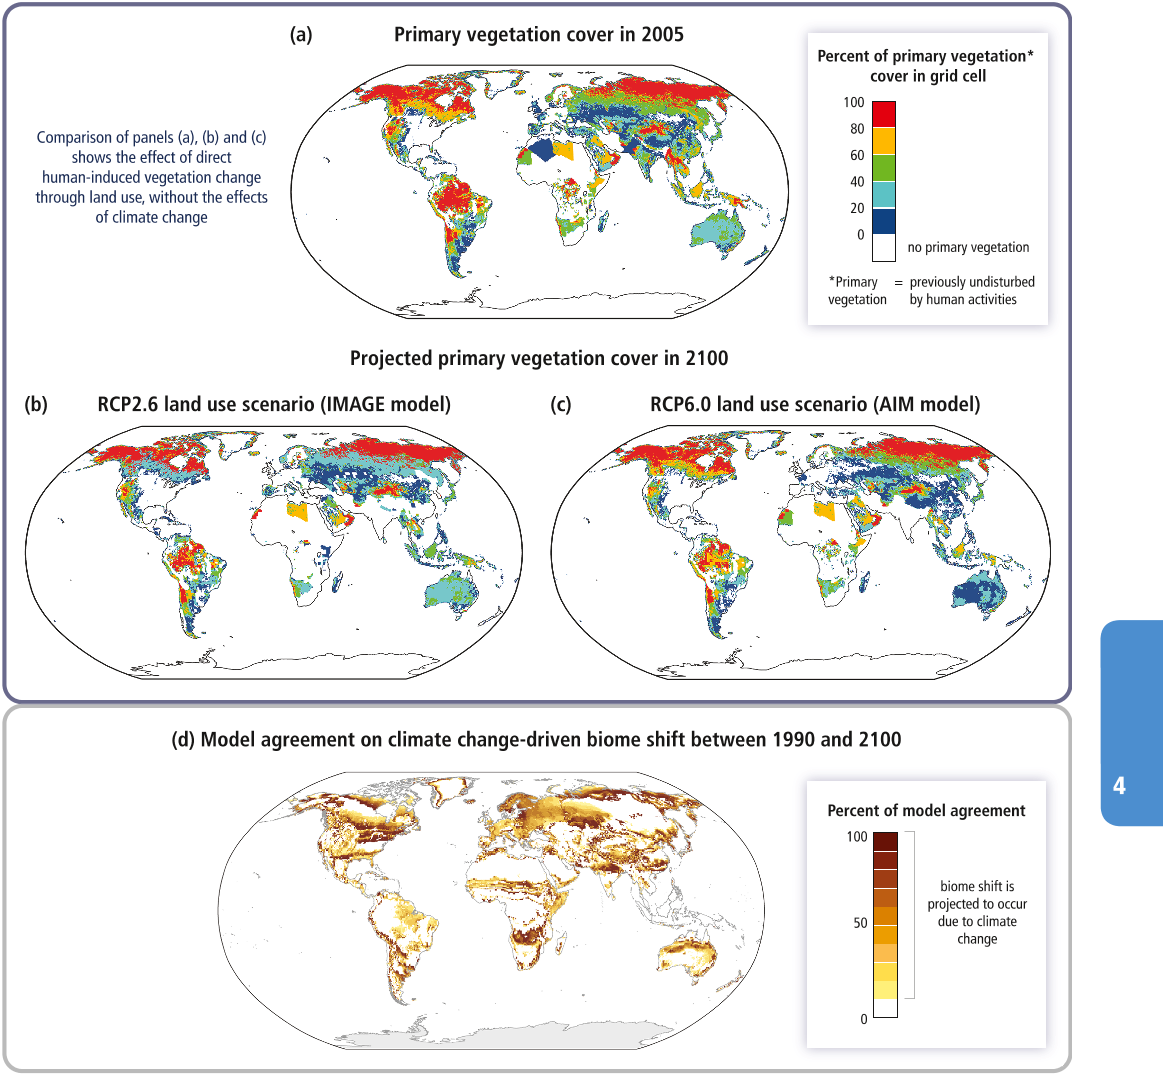 (a)
Primary vegetation cover in 2005
Comparison of panels (a), (b) and (c)
shows the effect of direct
human-induced vegetation change
through land use, without the effects
of climate change
Percent of primary vegetation*
cover in grid cell
100
80
60
40
20
0
no primary vegetation
*Primary = previously undisturbed
vegetation by human activities
Projected primary vegetation cover in 2100
(b) RCP2.6 land use scenario (IMAGE model)
(c) RCP6.0 land use scenario (AIM model)
(d) Model agreement on climate change-driven biome shift between 1990 and 2100
Percent of model agreement
100
50
0
biome shift is
projected to occur
due to climate
change
4